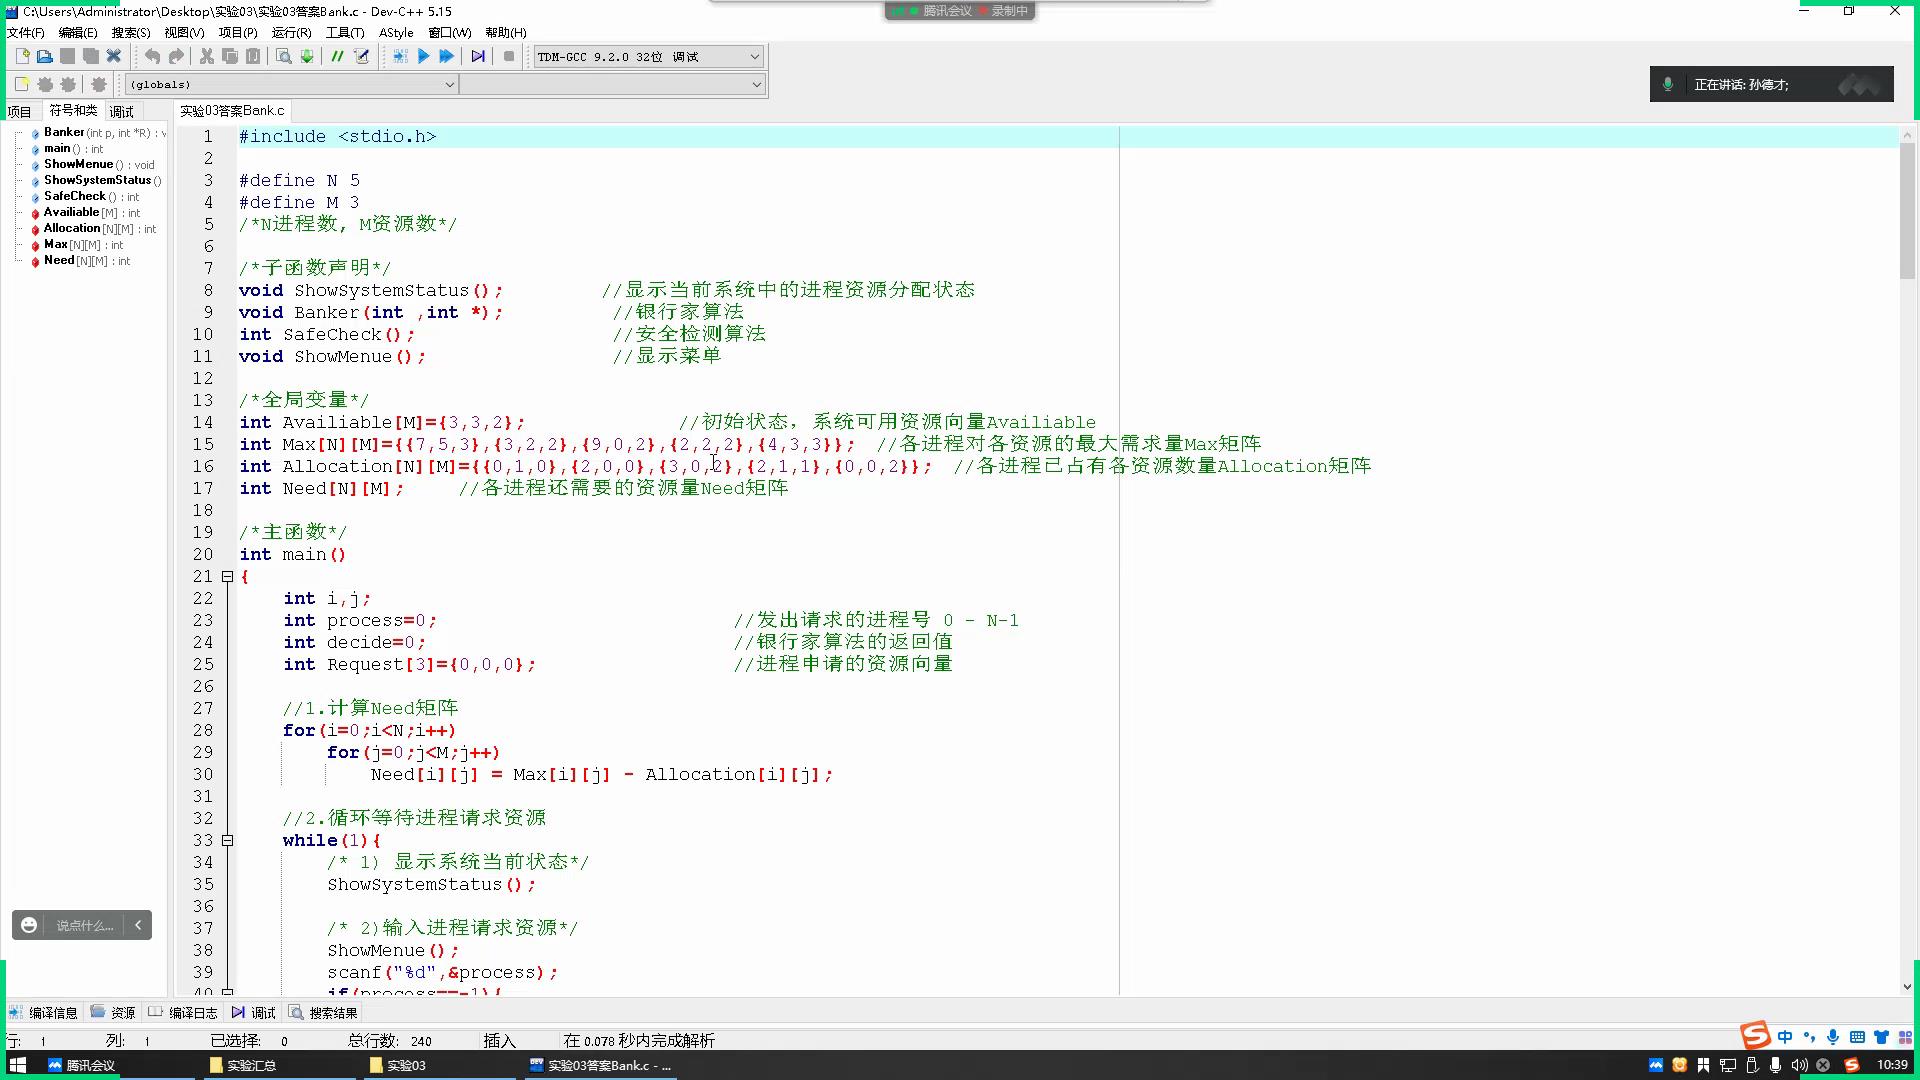 C:\Users\Administrator\Desktop\实验03\实验03答案Bank.c - Dev-C++ 5.15
腾讯会议 录制中
文件(F) 编辑(E) 搜索(S) 视图(V) 项目(P) 运行(R) 工具(T) AStyle 窗口(W) 帮助(H)
TDM-GCC 9.2.0 32位 调试
(globals)
正在讲话: 孙德才;
项目 符号和类 调试 实验03答案Bank.c
Banker (int p, int *R) : v
main () : int
ShowMenue () : void
ShowSystemStatus ()
SafeCheck () : int
Availiable [M] : int
Allocation [N][M] : int
Max [N][M] : int
Need [N][M] : int
1 #include <stdio.h>
2
3 #define N 5
4 #define M 3
5 /*N进程数, M资源数*/
6
7 /*子函数声明*/
8 void ShowSystemStatus(); //显示当前系统中的进程资源分配状态
9 void Banker(int ,int *); //银行家算法
10 int SafeCheck(); //安全检测算法
11 void ShowMenue(); //显示菜单
12
13 /*全局变量*/
14 int Availiable[M]={3,3,2}; //初始状态, 系统可用资源向量Availiable
15 int Max[N][M]={{7,5,3},{3,2,2},{9,0,2},{2,2,2},{4,3,3}}; //各进程对各资源的最大需求量Max矩阵
16 int Allocation[N][M]={{0,1,0},{2,0,0},{3,0,2},{2,1,1},{0,0,2}}; //各进程已占有各资源数量Allocation矩阵
17 int Need[N][M]; //各进程还需要的资源量Need矩阵
18
19 /*主函数*/
20 int main()
21 {
22 int i,j;
23 int process=0; //发出请求的进程号 0 - N-1
24 int decide=0; //银行家算法的返回值
25 int Request[3]={0,0,0}; //进程申请的资源向量
26
27 //1.计算Need矩阵
28 for(i=0;i<N;i++)
29 for(j=0;j<M;j++)
30 Need[i][j] = Max[i][j] - Allocation[i][j];
31
32 //2.循环等待进程请求资源
33 while(1){
34 /* 1) 显示系统当前状态*/
35 ShowSystemStatus();
36
37 /* 2)输入进程请求资源*/
38 ShowMenue();
39 scanf("%d",&process);
40 if(process==-1){
说点什么...
编译信息 资源 编译日志 调试 搜索结果
行: 1 列: 1 已选择: 0 总行数: 240 插入 在 0.078 秒内完成解析
中
腾讯会议 实验汇总 实验03 实验03答案Bank.c - ... 10:39